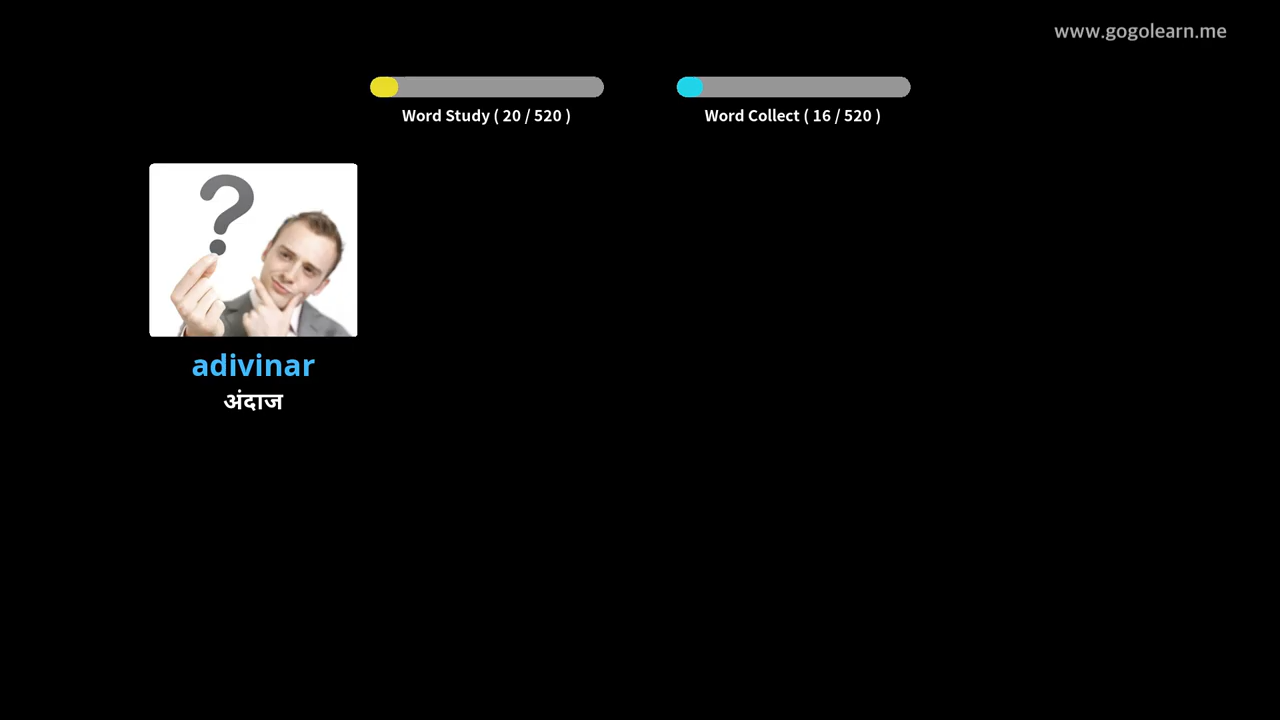 www.gogolearn.me
Word Study ( 20 / 520 )
Word Collect ( 16 / 520 )
?
adivinar
अंदाज